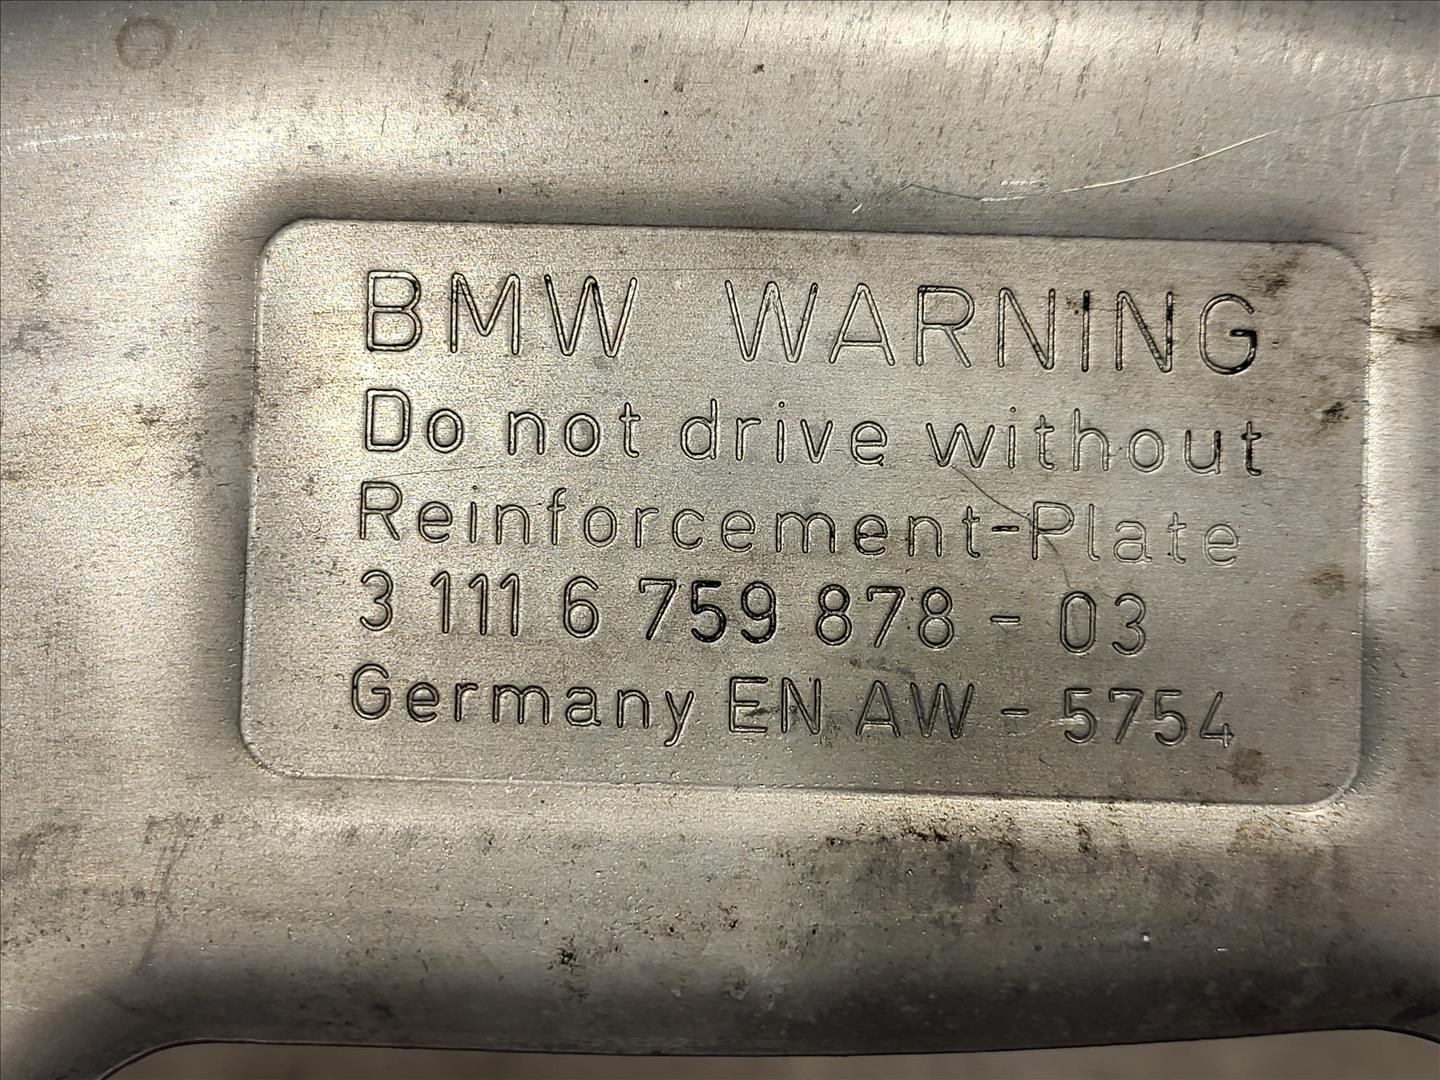 BMW WARNING
Do not drive without
Reinforcement-Plate
3 111 6 759 878 - 03
Germany EN AW - 5754